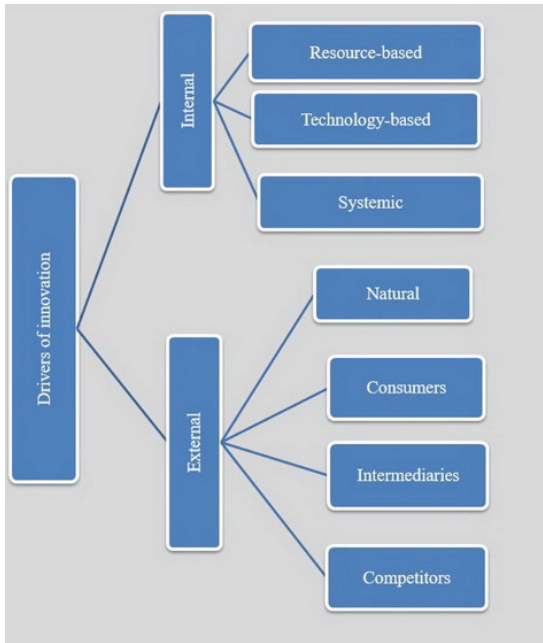 Drivers of innovation
Internal
Resource-based
Technology-based
Systemic
External
Natural
Consumers
Intermediaries
Competitors